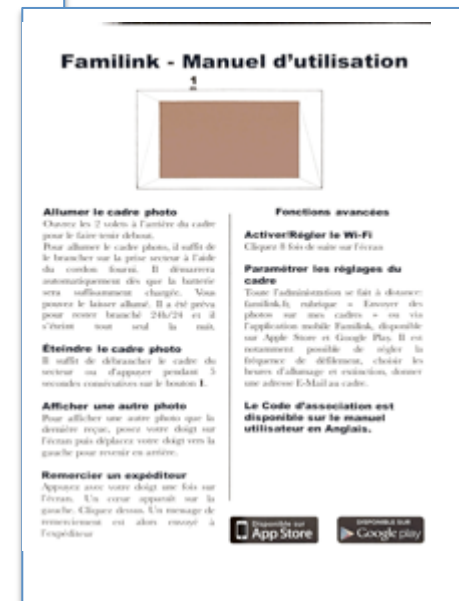 Familink - Manuel d'utilisation
1
Allumer le cadre photo
Ouvrez les 2 volets à l'arrière du cadre
pour le faire tenir debout.
Pour allumer le cadre photo, il suffit de
le brancher sur la prise secteur à l'aide
du cordon fourni. Il démarrera
automatiquement dès que la batterie
sera suffisamment chargée. Vous
pouvez le laisser allumé. Il a été prévu
pour rester branché 24h/24 et il
s'éteint tout seul la nuit.
Éteindre le cadre photo
Il suffit de débrancher le cadre du
secteur ou d'appuyer pendant 5
secondes consécutives sur le bouton 1.
Afficher une autre photo
Pour afficher une autre photo que la
dernière reçue, posez votre doigt sur
l'écran puis déplacez votre doigt vers la
gauche pour revenir en arrière.
Remercier un expéditeur
Appuyez avec votre doigt une fois sur
l'écran. Un cœur apparaît sur la
gauche. Cliquez dessus. Un message de
remerciement est alors envoyé à
l'expéditeur
Fonctions avancées
Activer/Régler le Wi-Fi
Cliquez 8 fois de suite sur l'écran
Paramétrer les réglages du
cadre
Toute l'administration se fait à distance:
familink.fr, rubrique « Envoyer des
photos sur mes cadres » ou via
l'application mobile Familink, disponible
sur Apple Store et Google Play. Il est
notamment possible de régler la
fréquence de défilement, choisir les
heures d'allumage et extinction, donner
une adresse E-Mail au cadre.
Le Code d'association est
disponible sur le manuel
utilisateur en Anglais.
Disponible sur
App Store
DISPONIBLE SUR
Google play